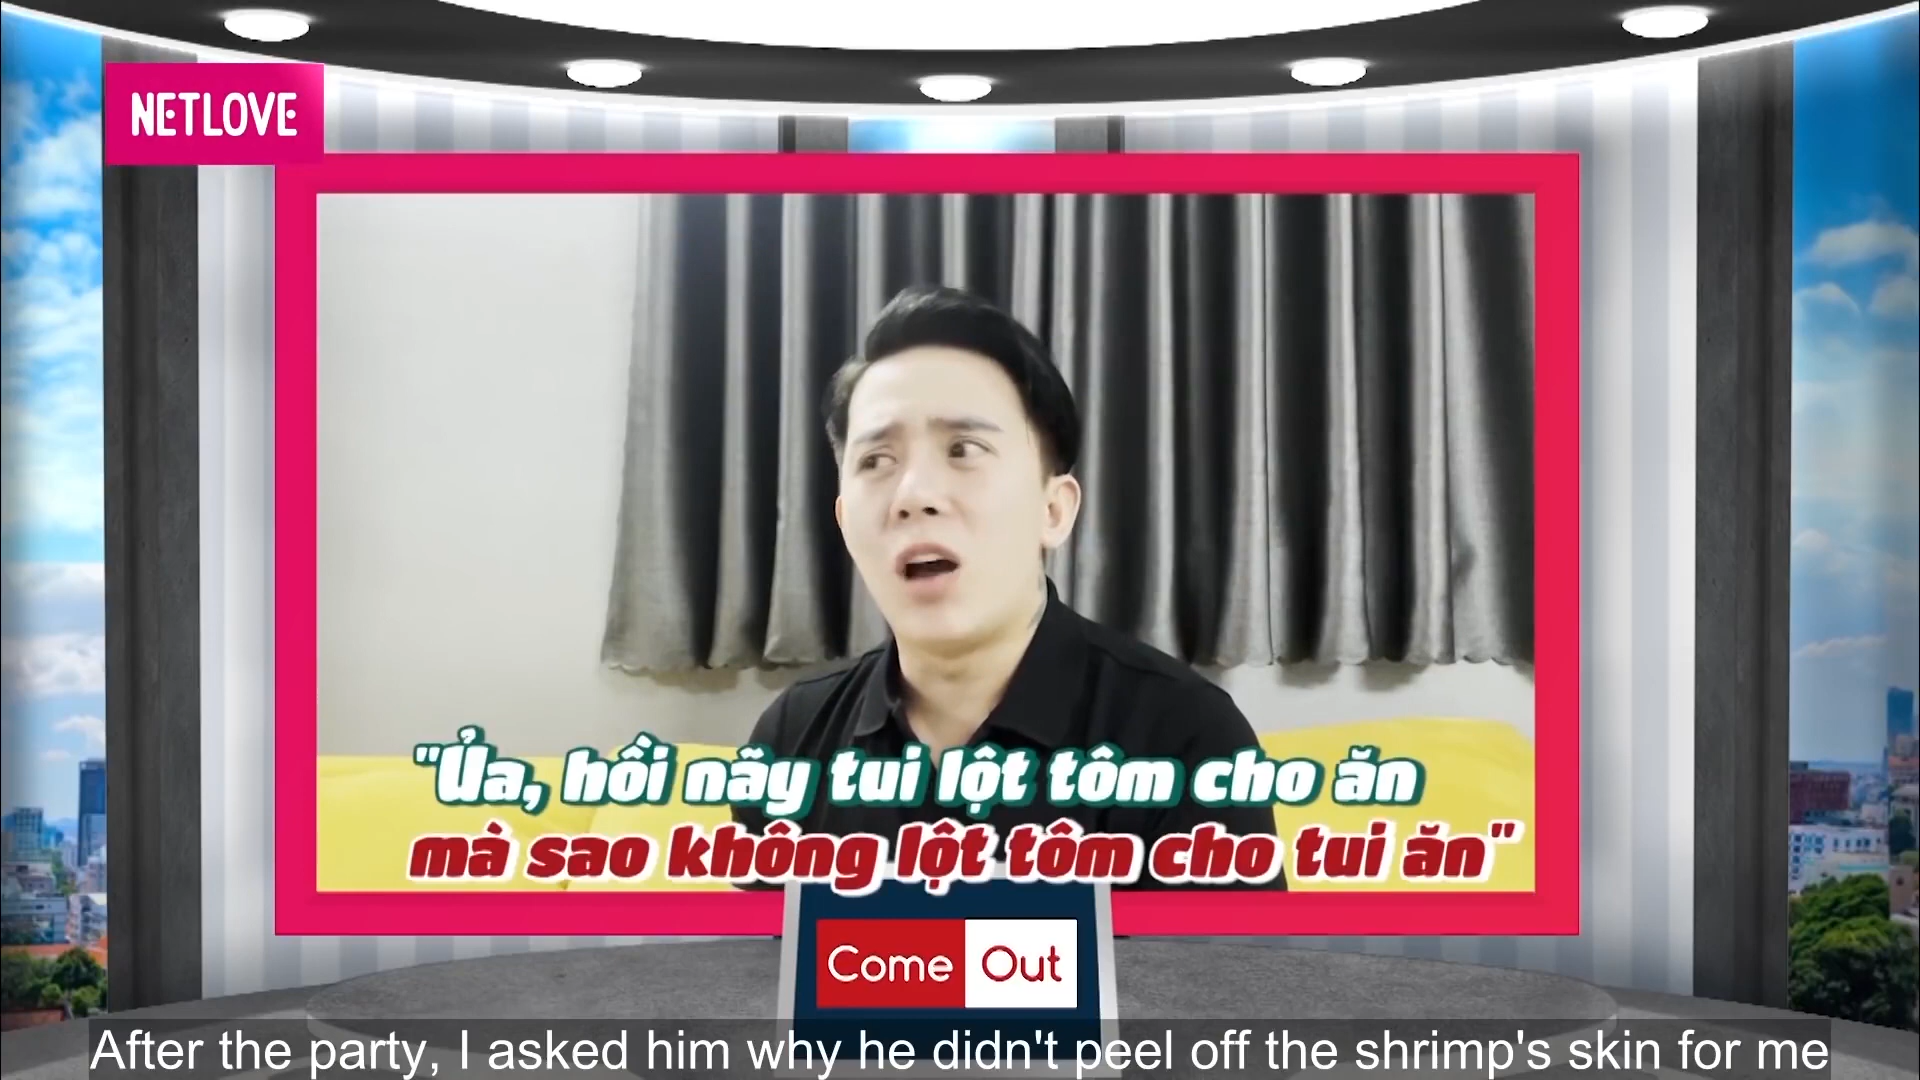 NETLOVE
"Ủa, hồi nãy tui lột tôm cho ăn
mà sao không lột tôm cho tui ăn"
Come Out
After the party, I asked him why he didn't peel off the shrimp's skin for me